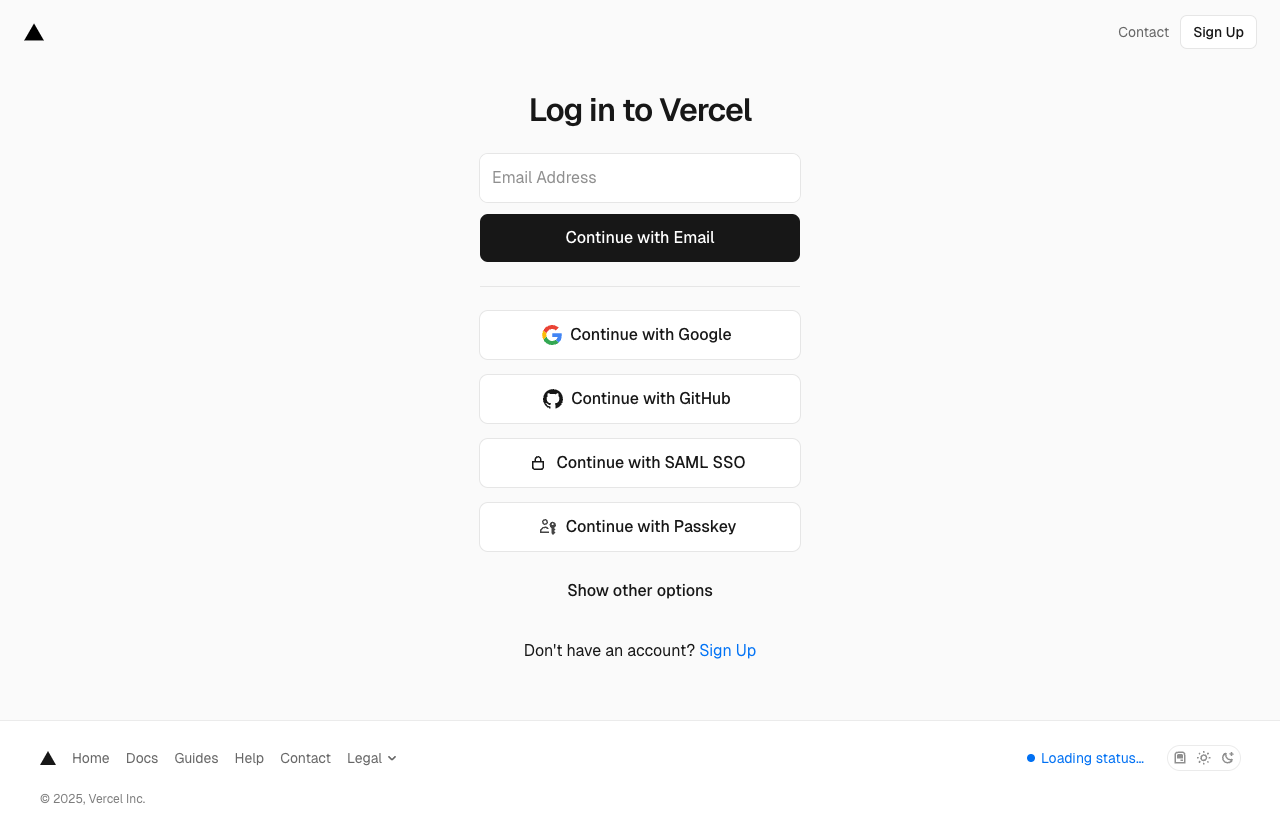 Contact
Sign Up
Log in to Vercel
Email Address
Continue with Email
Continue with Google
Continue with GitHub
Continue with SAML SSO
Continue with Passkey
Show other options
Don't have an account? Sign Up
Home Docs Guides Help Contact Legal
Loading status…
© 2025, Vercel Inc.